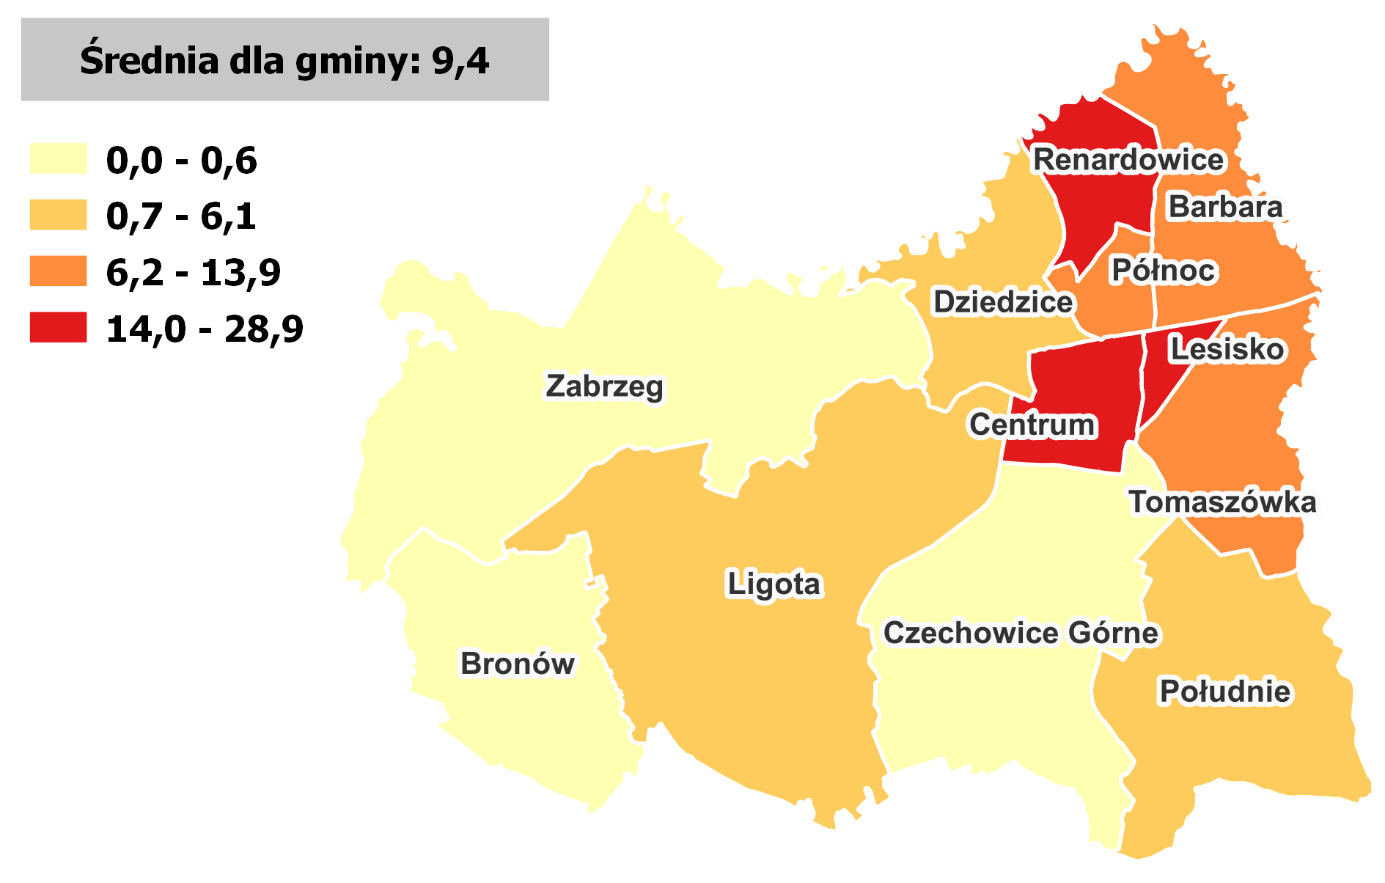 Średnia dla gminy: 9,4
0,0 - 0,6
0,7 - 6,1
6,2 - 13,9
14,0 - 28,9
Renardowice
Barbara
Północ
Dziedzice
Lesisko
Zabrzeg
Centrum
Tomaszówka
Ligota
Czechowice Górne
Bronów
Południe